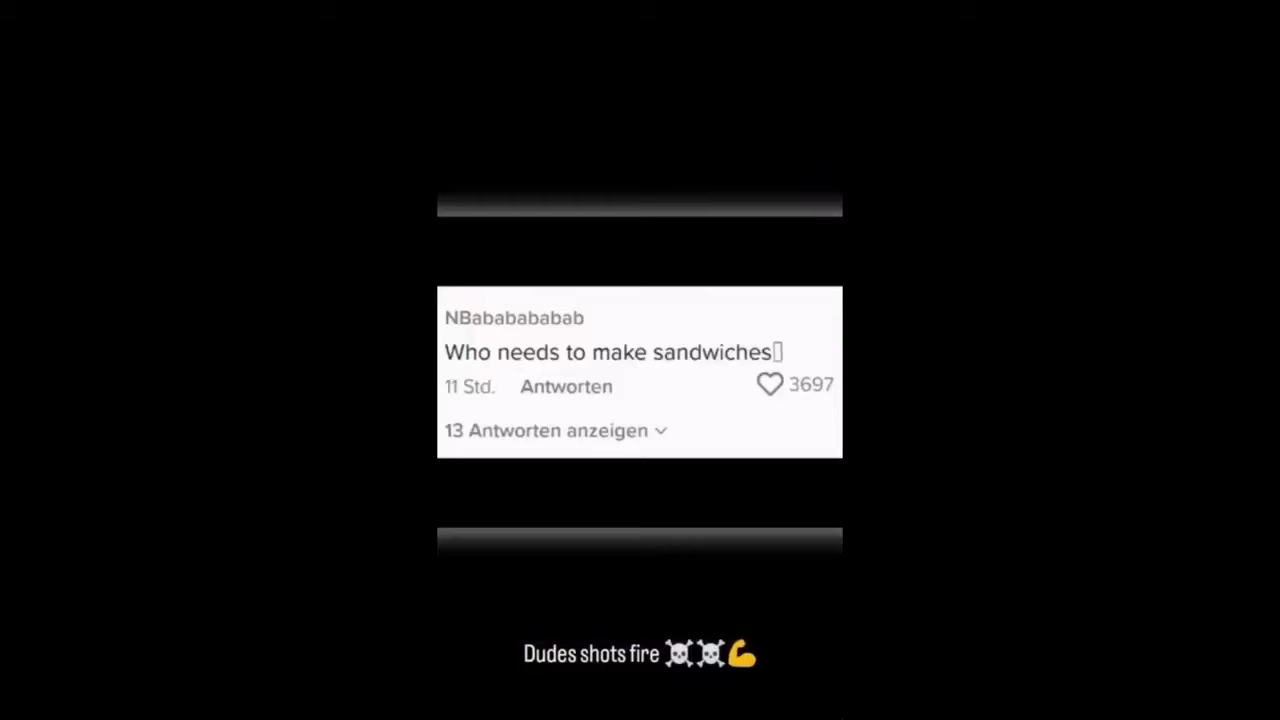 NBababababab
Who needs to make sandwiches▯
11 Std. Antworten 3697
13 Antworten anzeigen
Dudes shots fire ☠️☠️💪